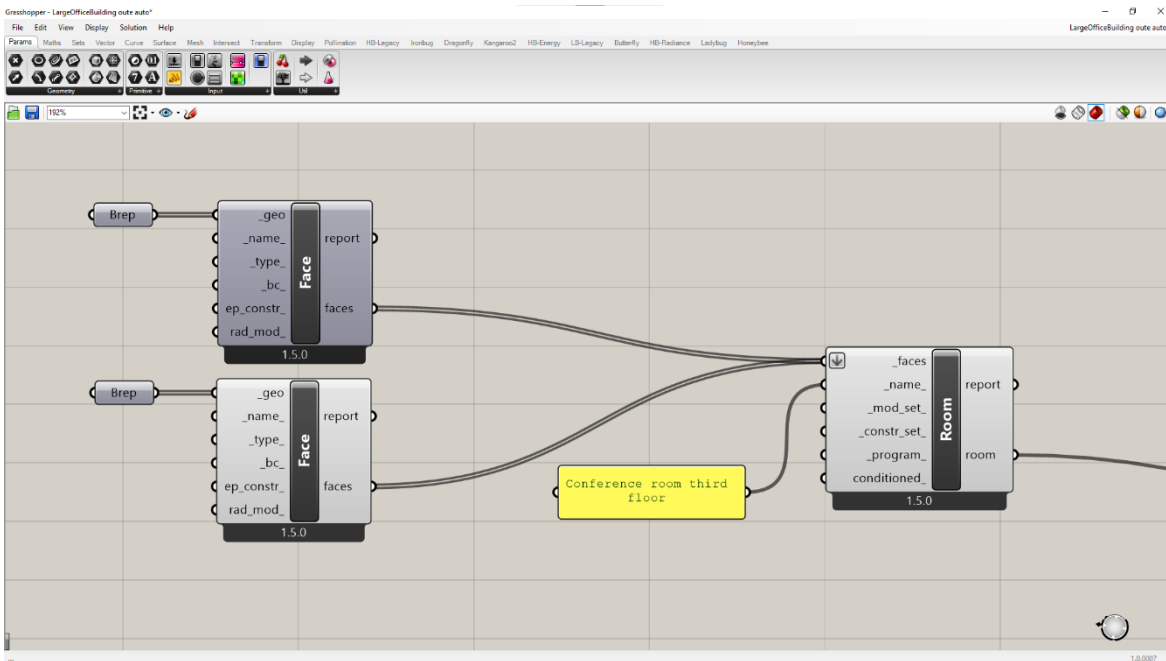 Grasshopper - LargeOfficeBuilding oute auto*
File Edit View Display Solution Help
LargeOfficeBuilding oute auto
Params Maths Sets Vector Curve Surface Mesh Intersect Transform Display Pollination HB-Legacy Ironbug Dragonfly Kangaroo2 HB-Energy LB-Legacy Butterfly HB-Radiance Ladybug Honeybee
Geometry Primitive Input Util
192%
Brep
_geo
_name_
_type_
_bc_
ep_constr_
rad_mod_
Face
report
faces
1.5.0
Brep
_geo
_name_
_type_
_bc_
ep_constr_
rad_mod_
Face
report
faces
1.5.0
Conference room third
floor
_faces
_name_
_mod_set_
_constr_set_
_program_
conditioned_
Room
report
room
1.5.0
1.0.0007